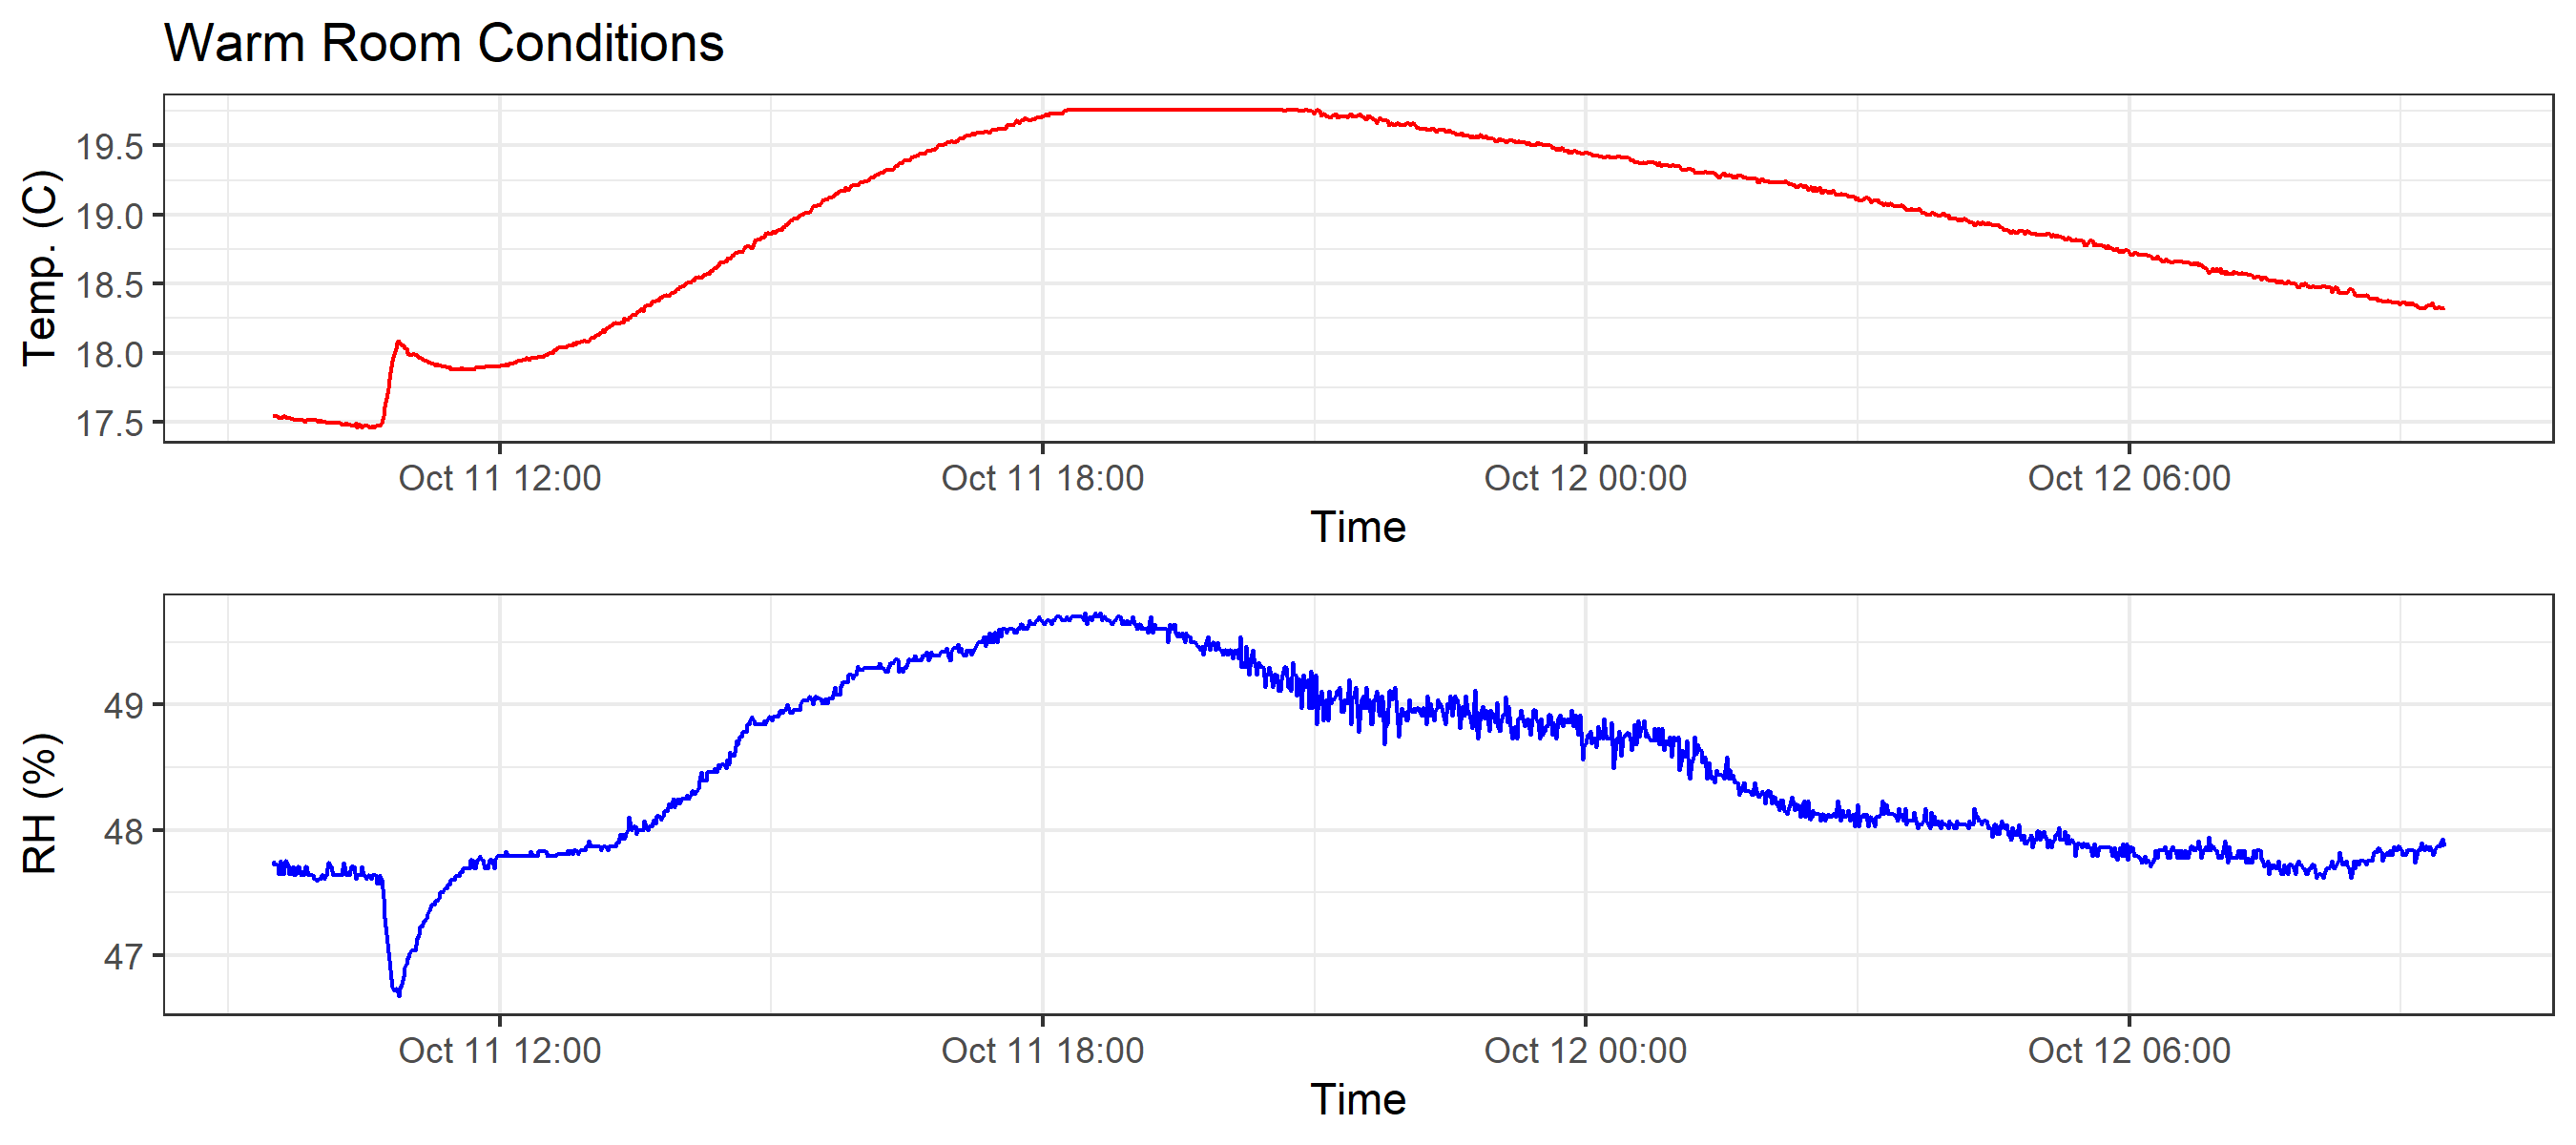 Warm Room Conditions
Temp. (C)
19.5
19.0
18.5
18.0
17.5
Oct 11 12:00 Oct 11 18:00 Oct 12 00:00 Oct 12 06:00
Time
RH (%)
49
48
47
Oct 11 12:00 Oct 11 18:00 Oct 12 00:00 Oct 12 06:00
Time